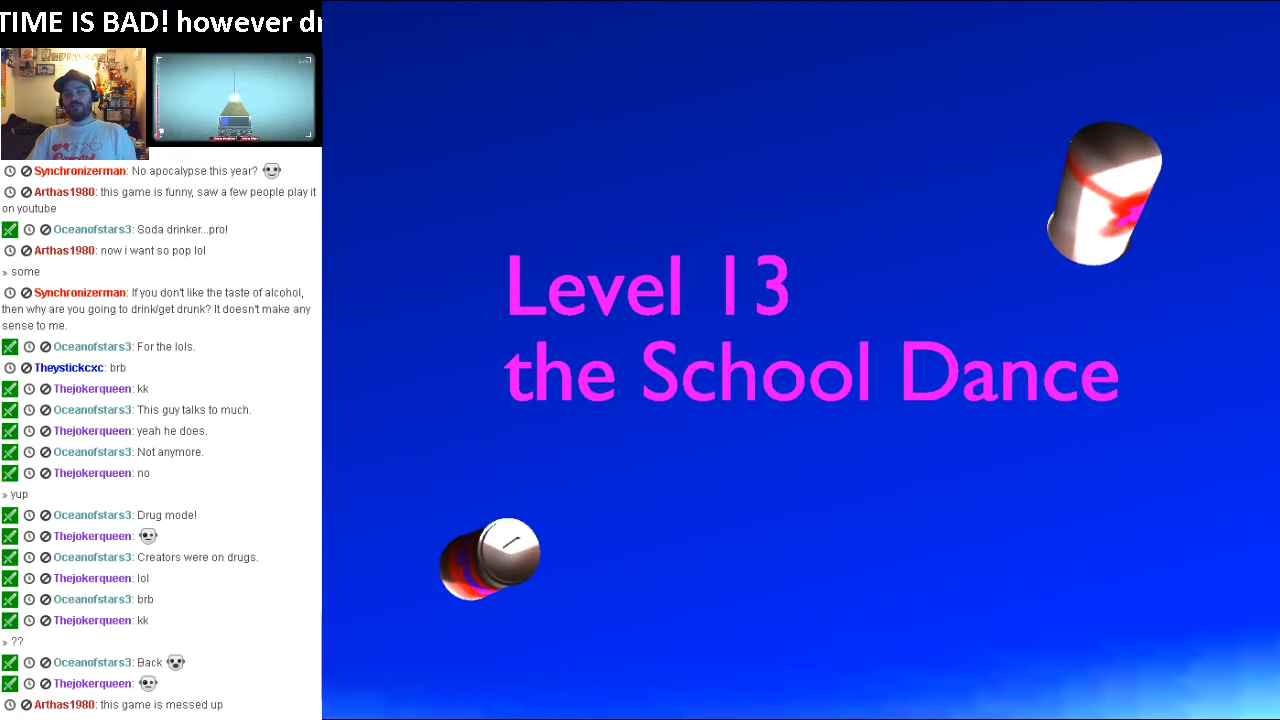 TIME IS BAD! however dr
Synchronizerman: No apocalypse this year?
Arthas1980: this game is funny, saw a few people play it
on youtube
Oceanofstars3: Soda drinker...pro!
Arthas1980: now i want so pop lol
» some
Synchronizerman: If you don't like the taste of alcohol,
then why are you going to drink/get drunk? It doesn't make any
sense to me.
Oceanofstars3: For the lols.
Theystickcxc: brb
Thejokerqueen: kk
Oceanofstars3: This guy talks to much.
Thejokerqueen: yeah he does.
Oceanofstars3: Not anymore.
Thejokerqueen: no
» yup
Oceanofstars3: Drug mode!
Thejokerqueen:
Oceanofstars3: Creators were on drugs.
Thejokerqueen: lol
Oceanofstars3: brb
Thejokerqueen: kk
» ??
Oceanofstars3: Back
Thejokerqueen:
Arthas1980: this game is messed up
Level 13
the School Dance